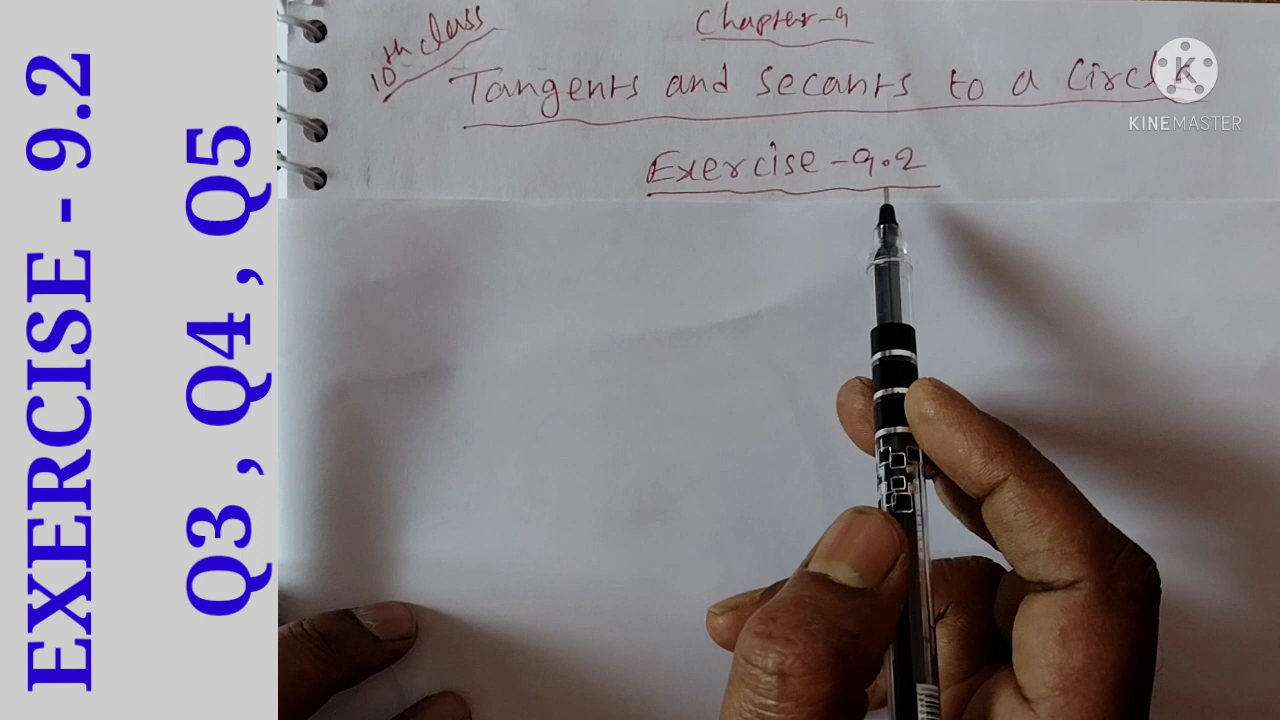 EXERCISE - 9.2
Q3 , Q4 , Q5
10th class
Chapter-9
Tangents and secants to a Circle
Exercise-9.2
K
KINEMASTER